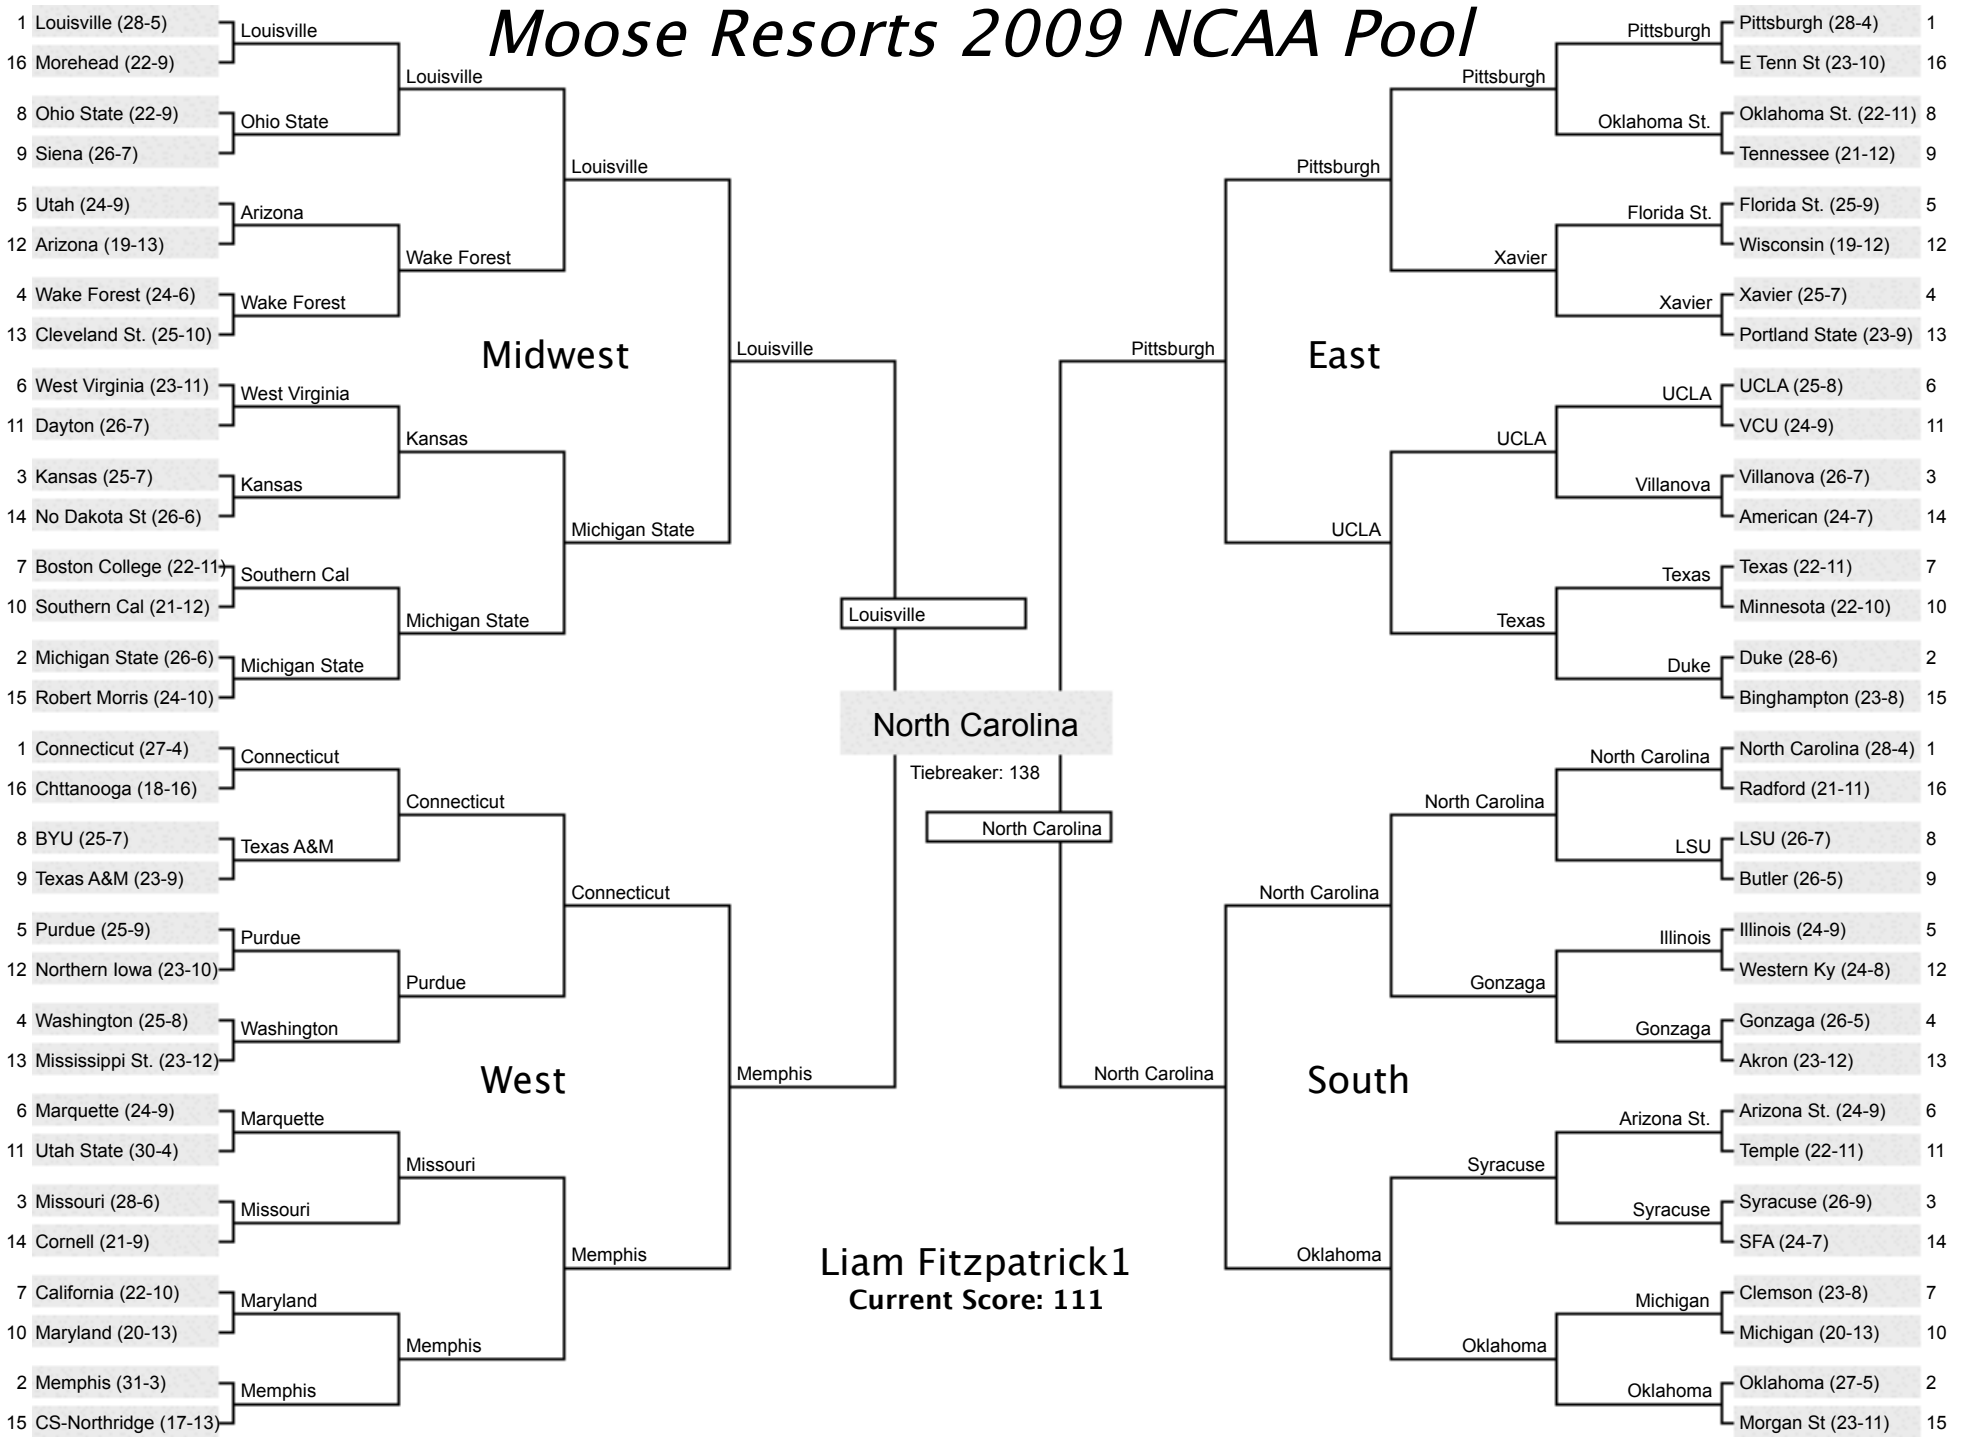 Moose Resorts 2009 NCAA Pool
1 Louisville (28-5)
16 Morehead (22-9)
8 Ohio State (22-9)
9 Siena (26-7)
5 Utah (24-9)
12 Arizona (19-13)
4 Wake Forest (24-6)
13 Cleveland St. (25-10)
6 West Virginia (23-11)
11 Dayton (26-7)
3 Kansas (25-7)
14 No Dakota St (26-6)
7 Boston College (22-11)
10 Southern Cal (21-12)
2 Michigan State (26-6)
15 Robert Morris (24-10)
Louisville
Ohio State
Arizona
Wake Forest
West Virginia
Kansas
Southern Cal
Michigan State
Louisville
Wake Forest
Kansas
Michigan State
Louisville
Michigan State
Midwest
Louisville
1 Connecticut (27-4)
16 Chttanooga (18-16)
8 BYU (25-7)
9 Texas A&M (23-9)
5 Purdue (25-9)
12 Northern Iowa (23-10)
4 Washington (25-8)
13 Mississippi St. (23-12)
6 Marquette (24-9)
11 Utah State (30-4)
3 Missouri (28-6)
14 Cornell (21-9)
7 California (22-10)
10 Maryland (20-13)
2 Memphis (31-3)
15 CS-Northridge (17-13)
Connecticut
Texas A&M
Purdue
Washington
Marquette
Missouri
Maryland
Memphis
Connecticut
Purdue
Missouri
Memphis
Connecticut
Memphis
West
Memphis
Louisville
North Carolina
Tiebreaker: 138
North Carolina
Liam Fitzpatrick1
Current Score: 111
Pittsburgh (28-4) 1
E Tenn St (23-10) 16
Oklahoma St. (22-11) 8
Tennessee (21-12) 9
Florida St. (25-9) 5
Wisconsin (19-12) 12
Xavier (25-7) 4
Portland State (23-9) 13
UCLA (25-8) 6
VCU (24-9) 11
Villanova (26-7) 3
American (24-7) 14
Texas (22-11) 7
Minnesota (22-10) 10
Duke (28-6) 2
Binghampton (23-8) 15
Pittsburgh
Oklahoma St.
Florida St.
Xavier
UCLA
Villanova
Texas
Duke
Pittsburgh
Xavier
UCLA
Texas
Pittsburgh
UCLA
East
Pittsburgh
North Carolina (28-4) 1
Radford (21-11) 16
LSU (26-7) 8
Butler (26-5) 9
Illinois (24-9) 5
Western Ky (24-8) 12
Gonzaga (26-5) 4
Akron (23-12) 13
Arizona St. (24-9) 6
Temple (22-11) 11
Syracuse (26-9) 3
SFA (24-7) 14
Clemson (23-8) 7
Michigan (20-13) 10
Oklahoma (27-5) 2
Morgan St (23-11) 15
North Carolina
LSU
Illinois
Gonzaga
Arizona St.
Syracuse
Michigan
Oklahoma
North Carolina
Gonzaga
Syracuse
Oklahoma
North Carolina
Oklahoma
South
North Carolina